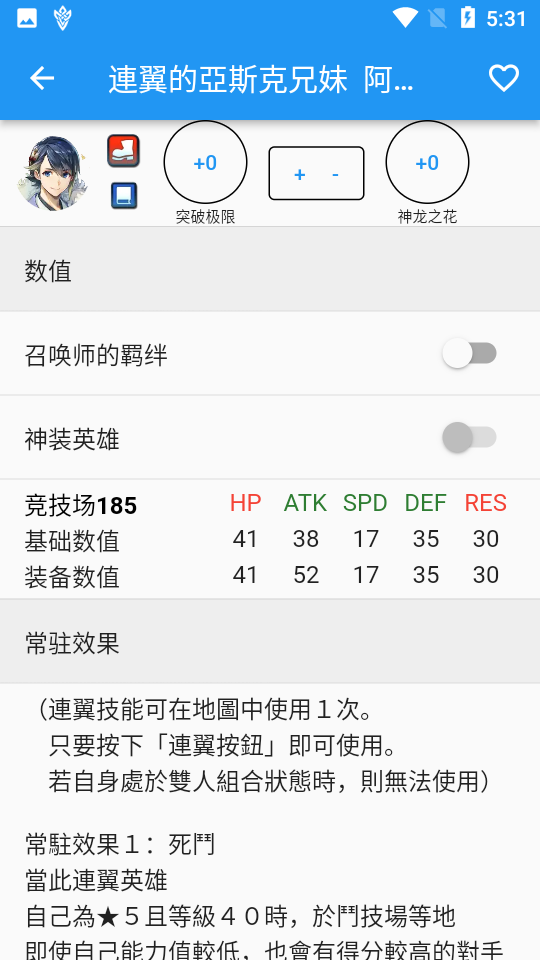 5:31
連翼的亞斯克兄妹 阿…
+0
+ -
+0
突破极限
神龙之花
数值
召唤师的羁绊
神装英雄
竞技场185 HP ATK SPD DEF RES
基础数值 41 38 17 35 30
装备数值 41 52 17 35 30
常驻效果
（連翼技能可在地圖中使用１次。
只要按下「連翼按鈕」即可使用。
若自身處於雙人組合狀態時，則無法使用）
常駐效果１：死鬥
當此連翼英雄
自己為★５且等級４０時，於鬥技場等地
即使自己能力值較低，也會有得分較高的對手